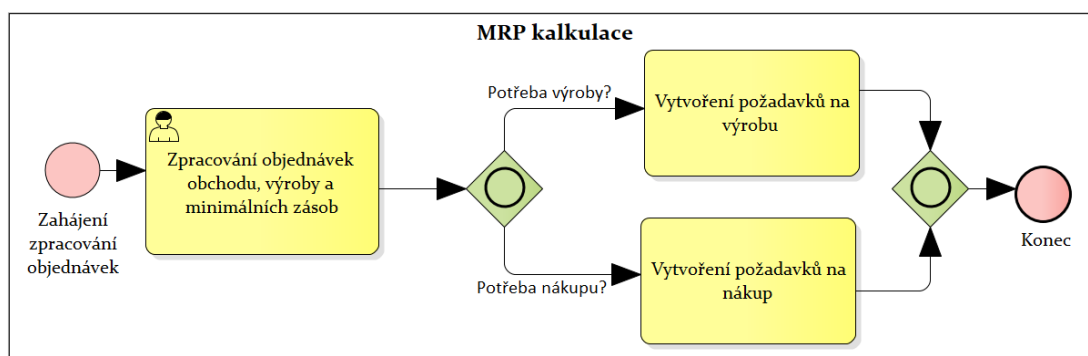 MRP kalkulace
Zahájení
zpracování
objednávek
Zpracování objednávek
obchodu, výroby a
minimálních zásob
Potřeba výroby?
Vytvoření požadavků na
výrobu
Potřeba nákupu?
Vytvoření požadavků na
nákup
Konec